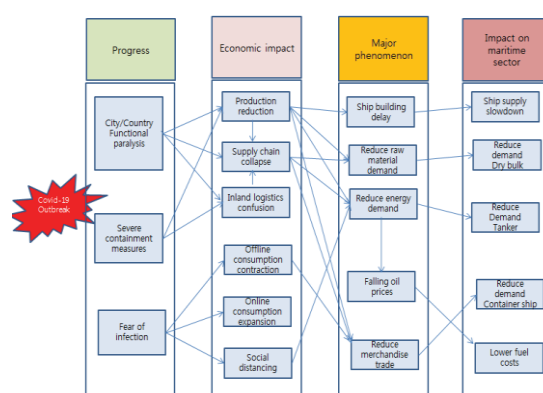 Progress
Economic impact
Major
phenomenon
Impact on
maritime
sector
Covid-19
Outbreak
City/Country
Functional
paralysis
Severe
containment
measures
Fear of
infection
Production
reduction
Supply chain
collapse
Inland logistics
confusion
Offline
consumption
contraction
Online
consumption
expansion
Social
distancing
Ship building
delay
Reduce raw
material
demand
Reduce energy
demand
Falling oil
prices
Reduce
merchandise
trade
Ship supply
slowdown
Reduce
demand
Dry bulk
Reduce
Demand
Tanker
Reduce
demand
Container ship
Lower fuel
costs